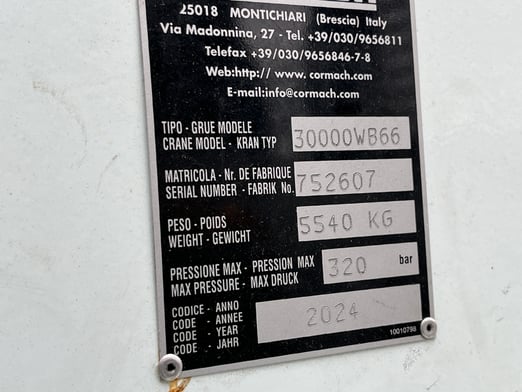 25018 MONTICHIARI (Brescia) Italy
Via Madonnina, 27 - Tel. +39/030/9656811
Telefax +39/030/9656846-7-8
Web:http:// www. cormach.com
E-mail:info@cormach.com
TIPO - GRUE MODELE
CRANE MODEL - KRAN TYP
30000WB66
MATRICOLA - Nr. DE FABRIQUE
SERIAL NUMBER - FABRIK No.
752607
PESO - POIDS
WEIGHT - GEWICHT
5540 KG
PRESSIONE MAX - PRESSION MAX
MAX PRESSURE - MAX DRUCK
320 bar
CODICE - ANNO
CODE - ANNEE
CODE - YEAR
CODE - JAHR
2024
10010798